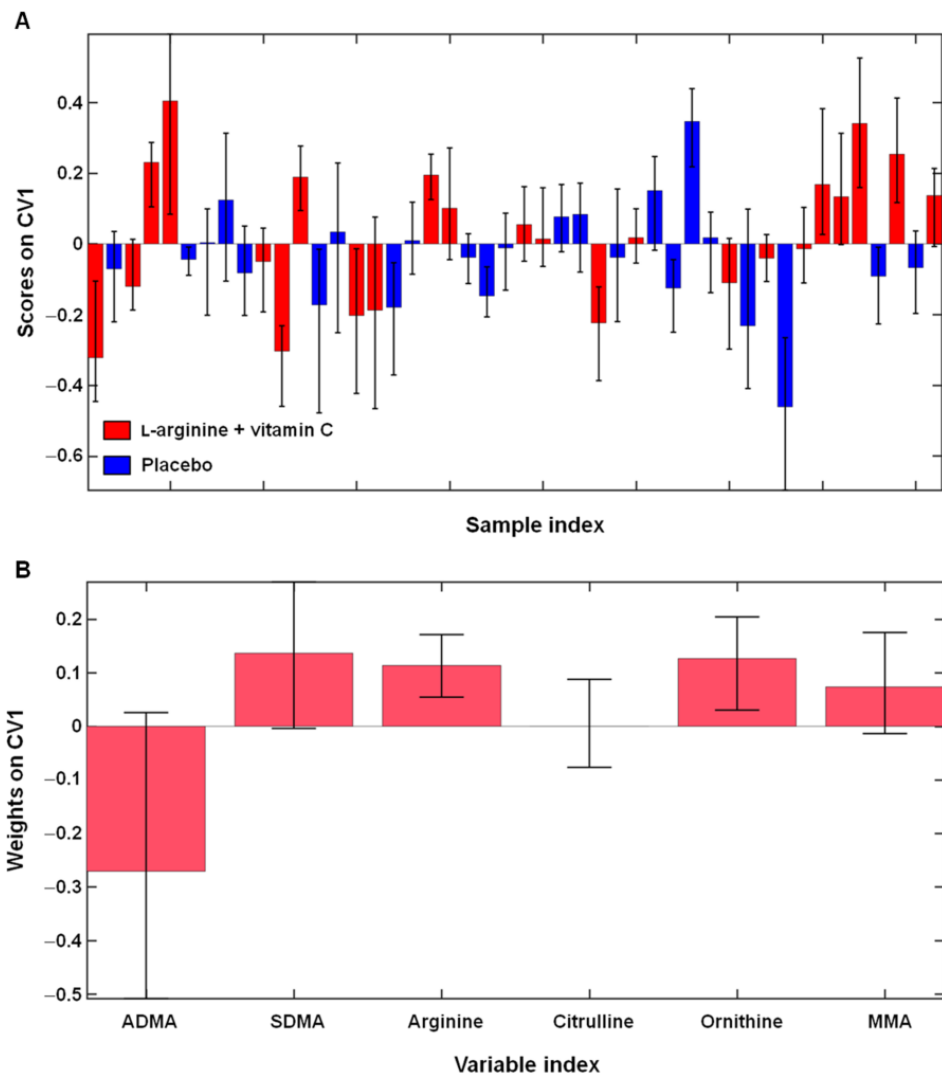 A
Scores on CV1
0.4
0.2
0
−0.2
−0.4
−0.6
L-arginine + vitamin C
Placebo
Sample index
B
Weights on CV1
0.2
0.1
0
−0.1
−0.2
−0.3
−0.4
−0.5
ADMA SDMA Arginine Citrulline Ornithine MMA
Variable index